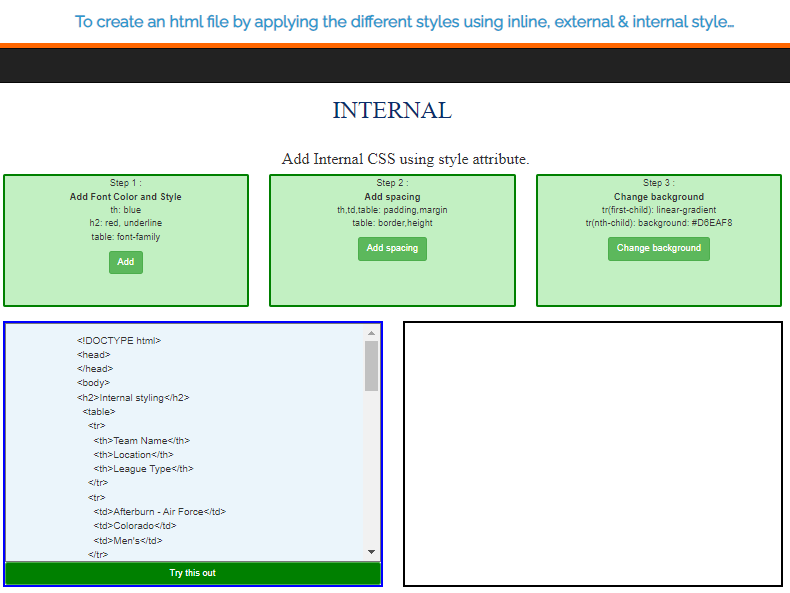 To create an html file by applying the different styles using inline, external & internal style...
INTERNAL
Add Internal CSS using style attribute.
Step 1 :
Add Font Color and Style
th: blue
h2: red, underline
table: font-family
Add
Step 2 :
Add spacing
th,td,table: padding,margin
table: border,height
Add spacing
Step 3 :
Change background
tr(first-child): linear-gradient
tr(nth-child): background: #D6EAF8
Change background
<!DOCTYPE html>
<head>
</head>
<body>
<h2>Internal styling</h2>
<table>
<tr>
<th>Team Name</th>
<th>Location</th>
<th>League Type</th>
</tr>
<tr>
<td>Afterburn - Air Force</td>
<td>Colorado</td>
<td>Men's</td>
</tr>
Try this out